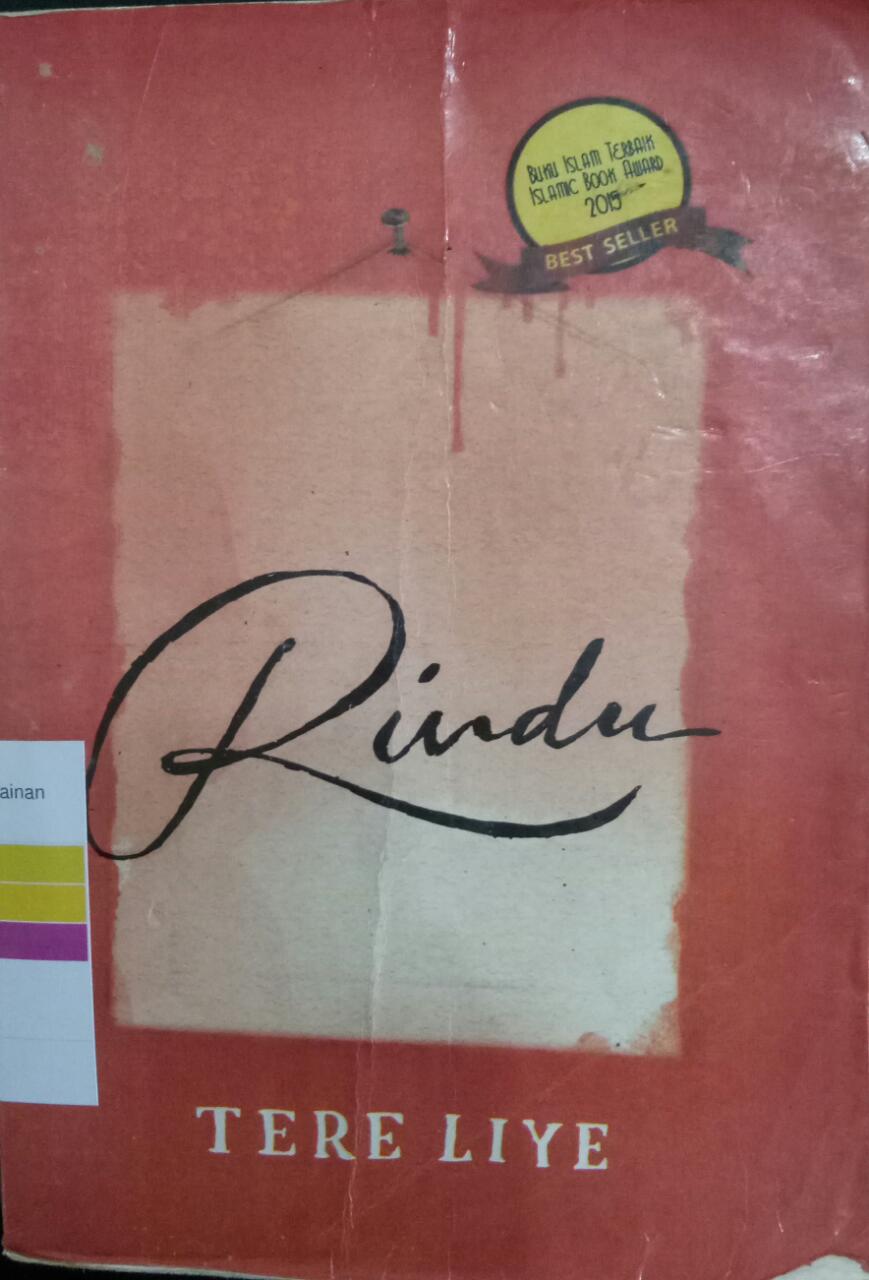 BUKU ISLAM TERBAIK
ISLAMIC BOOK AWARD
2015
BEST SELLER
Rindu
ainan
TERE LIYE